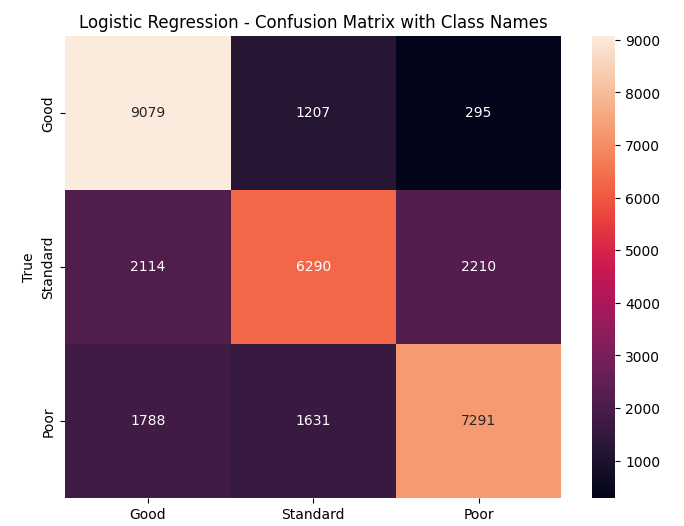 Logistic Regression - Confusion Matrix with Class Names
True
Good
9079 1207 295
Standard
2114 6290 2210
Poor
1788 1631 7291
Good Standard Poor
9000
8000
7000
6000
5000
4000
3000
2000
1000